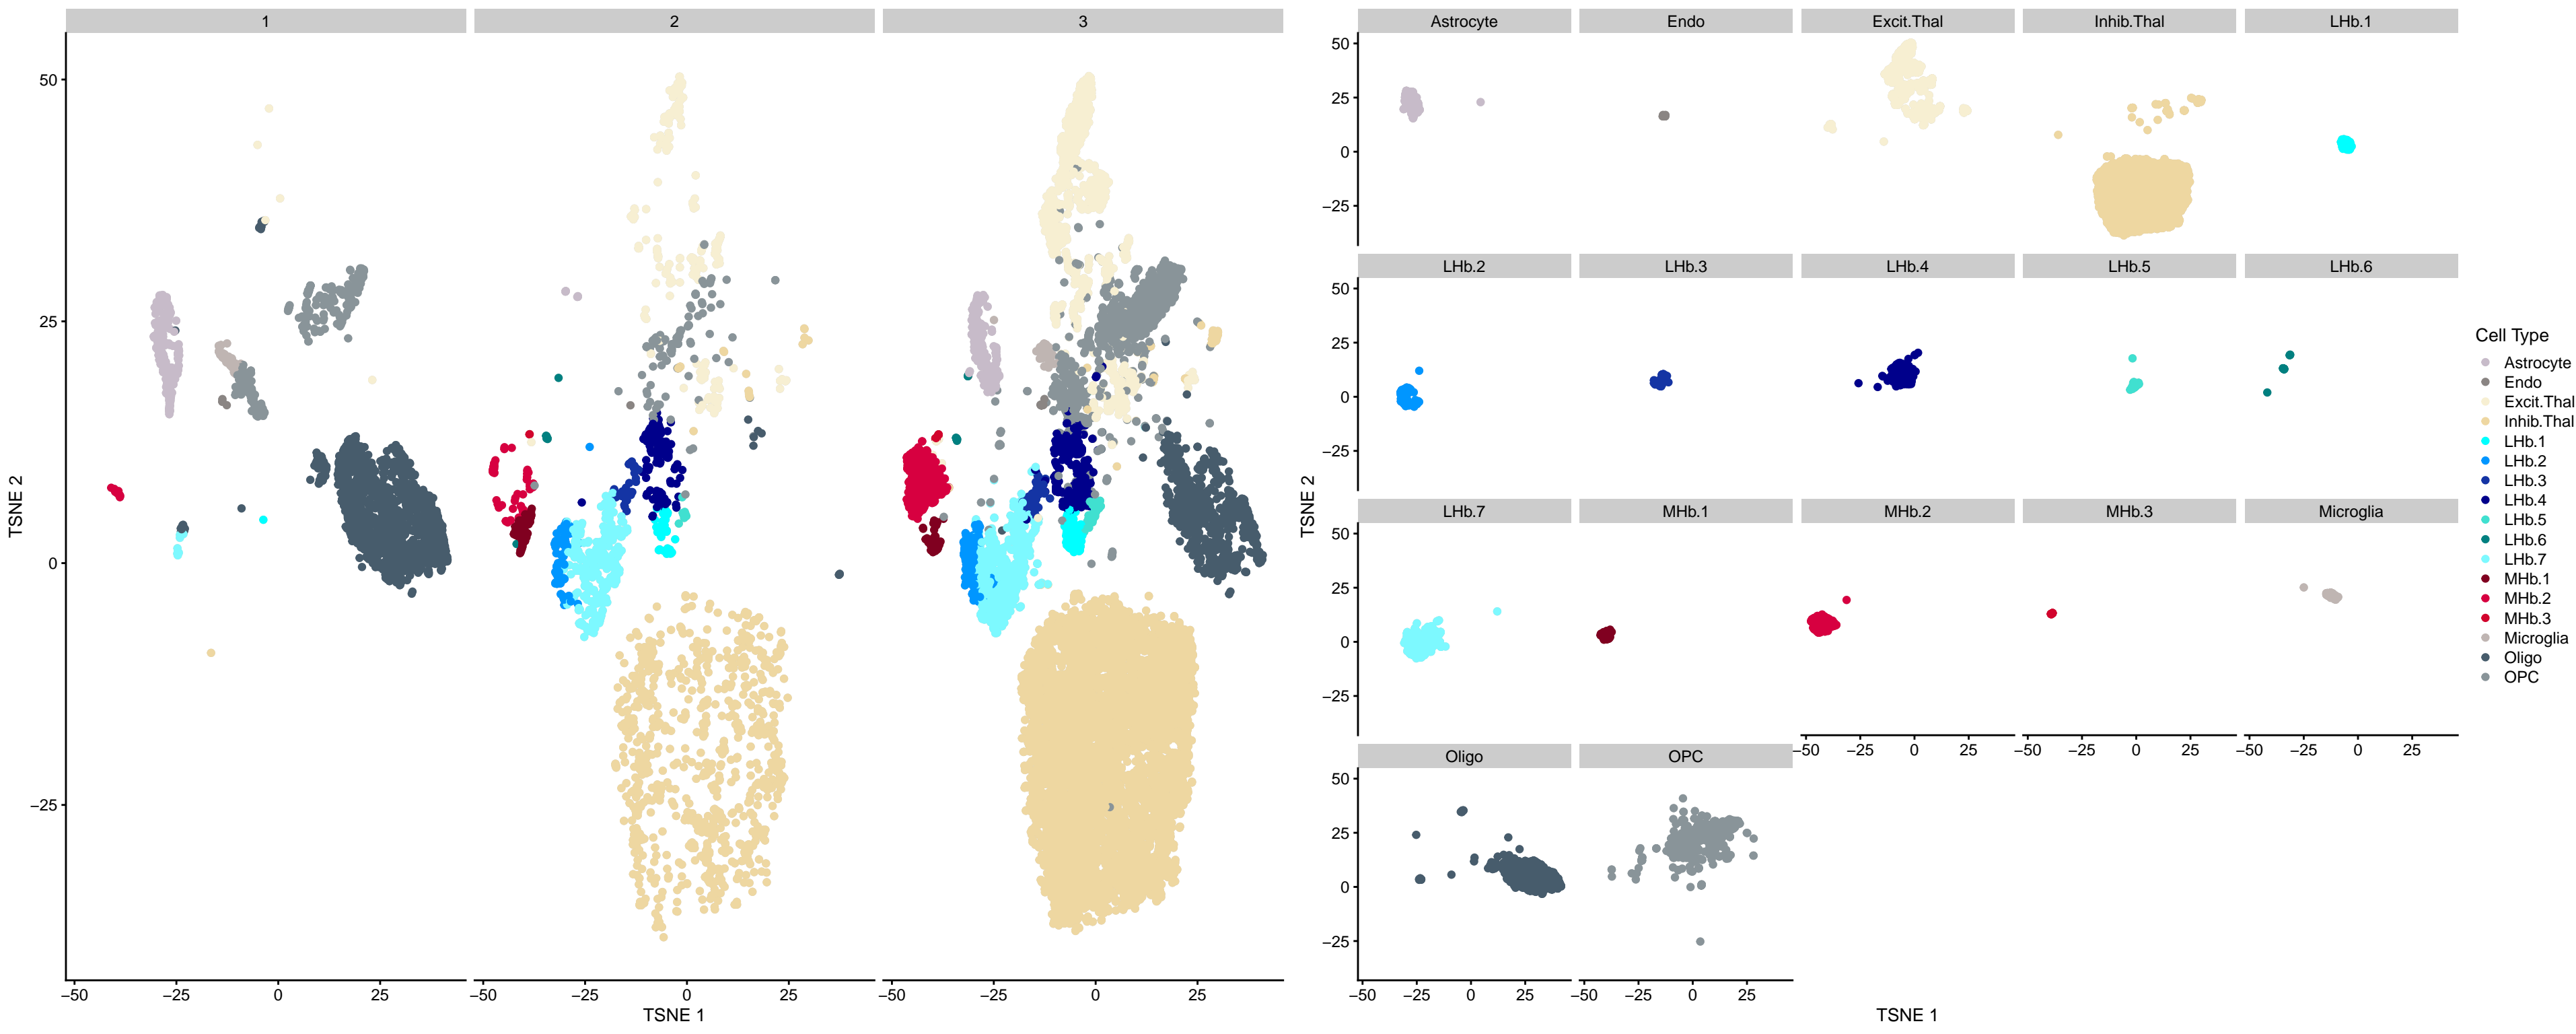 1 2 3
50
25
0
−25
−50 −25 0 25 −50 −25 0 25 −50 −25 0 25
TSNE 1
TSNE 2
Astrocyte Endo Excit.Thal Inhib.Thal LHb.1
50
25
0
−25
LHb.2 LHb.3 LHb.4 LHb.5 LHb.6
50
25
0
−25
LHb.7 MHb.1 MHb.2 MHb.3 Microglia
50
25
0
−25
−50 −25 0 25 −50 −25 0 25 −50 −25 0 25
Oligo OPC
50
25
0
−25
−50 −25 0 25 −50 −25 0 25
TSNE 1
TSNE 2
Cell Type
Astrocyte
Endo
Excit.Thal
Inhib.Thal
LHb.1
LHb.2
LHb.3
LHb.4
LHb.5
LHb.6
LHb.7
MHb.1
MHb.2
MHb.3
Microglia
Oligo
OPC